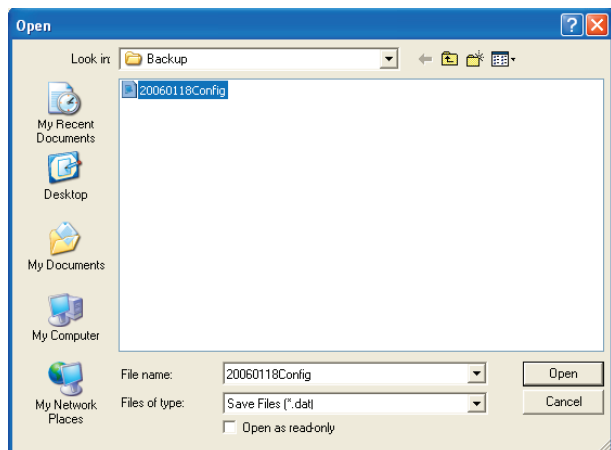 Open
Look in:
Backup
20060118Config
My Recent
Documents
Desktop
My Documents
My Computer
My Network
Places
File name:
20060118Config
Open
Files of type:
Save Files (*.dat)
Cancel
Open as read-only